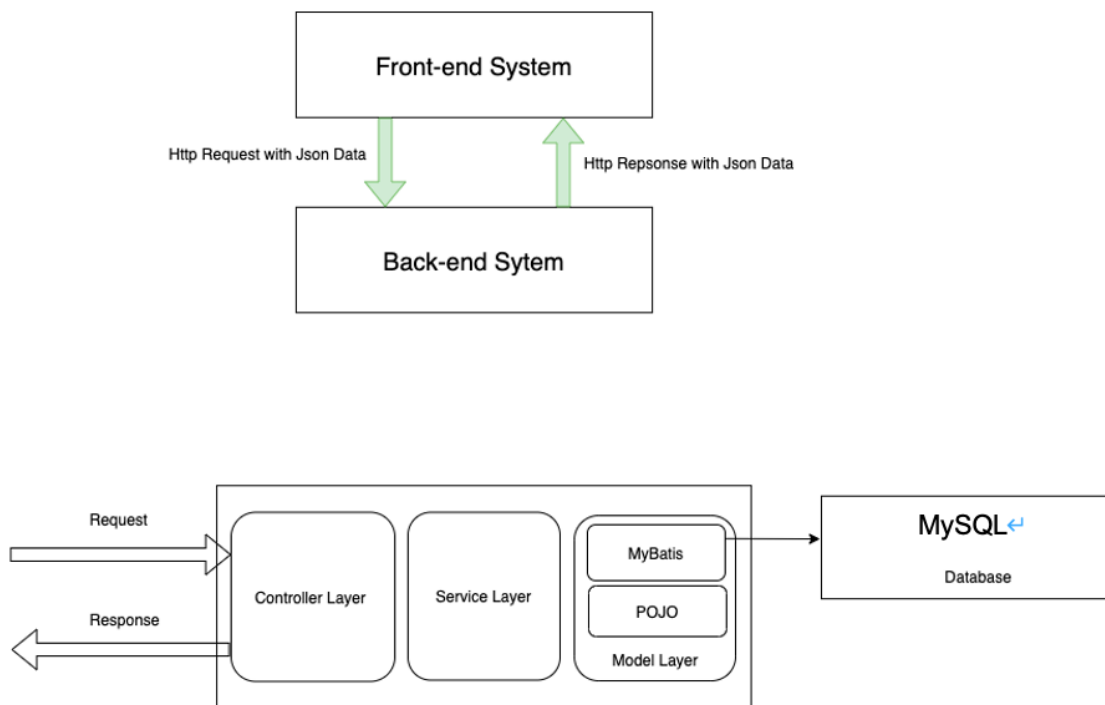 Front-end System
Http Request with Json Data
Http Repsonse with Json Data
Back-end Sytem
Request
Response
Controller Layer
Service Layer
MyBatis
POJO
Model Layer
MySQL↵
Database